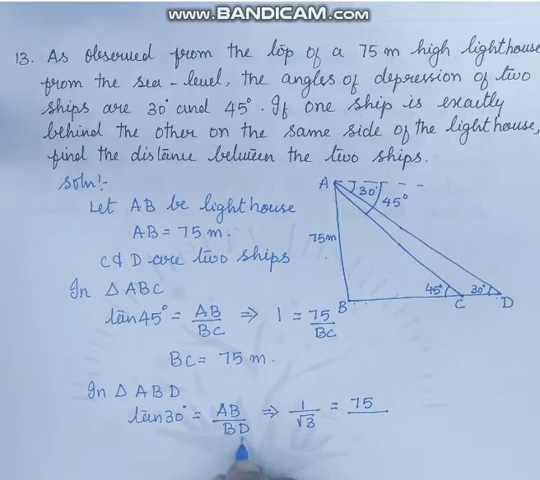 www.BANDICAM.com
13. As observed from the top of a 75 m high lighthouse
from the sea-level, the angles of depression of two
ships are 30° and 45°. If one ship is exactly
behind the other on the same side of the lighthouse,
find the distance between the two ships.
Soln:-
Let AB be lighthouse
AB = 75 m.
C & D are two ships
In △ ABC
tan 45° = AB/BC ⇒ 1 = 75/BC
BC = 75 m.
In △ ABD
tan 30° = AB/BD ⇒ 1/√3 = 75/
A 30°
45°
75m
45° 30°
B C D